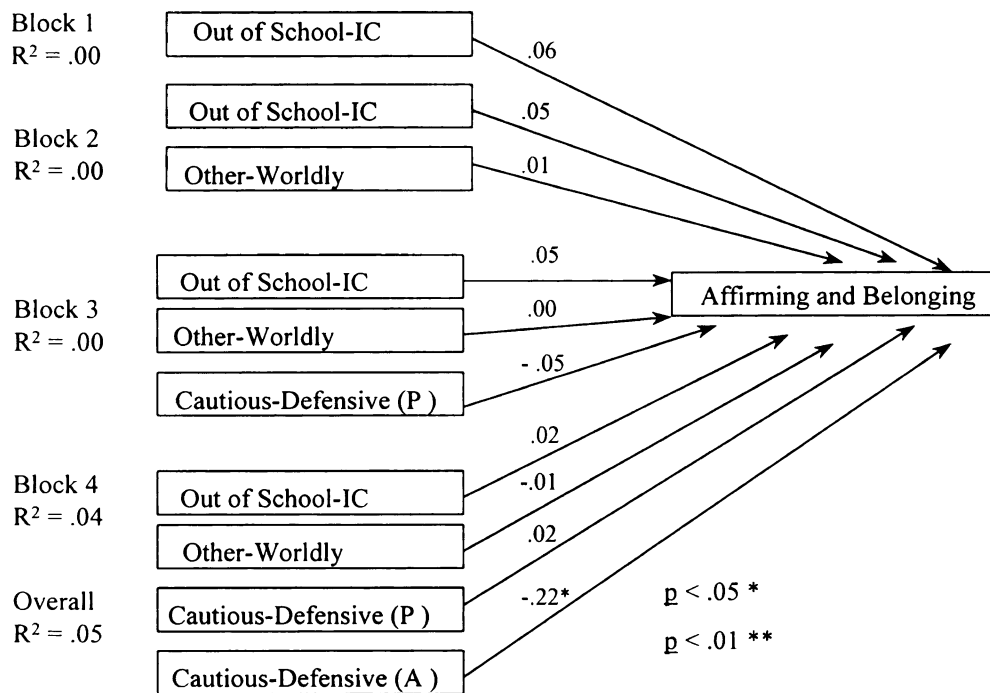 Block 1
R² = .00
Out of School-IC
.06
Block 2
R² = .00
Out of School-IC
.05
Other-Worldly
.01
Block 3
R² = .00
Out of School-IC
.05
Other-Worldly
.00
Cautious-Defensive (P )
- .05
Affirming and Belonging
Block 4
R² = .04
Out of School-IC
.02
Other-Worldly
-.01
Cautious-Defensive (P )
.02
Overall
R² = .05
Cautious-Defensive (A )
-.22*
p < .05 *
p < .01 **